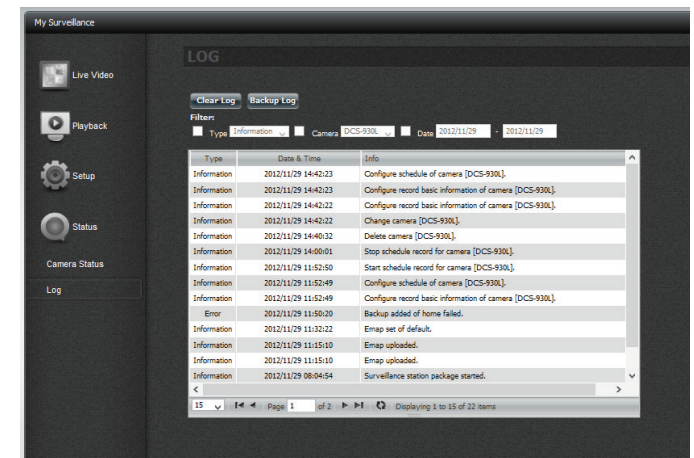 My Surveillance
Live Video
Playback
Setup
Status
Camera Status
Log
LOG
Clear Log Backup Log
Filter:
Type Information Camera DCS-930L Date 2012/11/29 - 2012/11/29
Type Date & Time Info
Information 2012/11/29 14:42:23 Configure schedule of camera [DCS-930L].
Information 2012/11/29 14:42:23 Configure record basic information of camera [DCS-930L].
Information 2012/11/29 14:42:22 Configure record basic information of camera [DCS-930L].
Information 2012/11/29 14:42:22 Change camera [DCS-930L].
Information 2012/11/29 14:40:32 Delete camera [DCS-930L].
Information 2012/11/29 14:00:01 Stop schedule record for camera [DCS-930L].
Information 2012/11/29 11:52:50 Start schedule record for camera [DCS-930L].
Information 2012/11/29 11:52:49 Configure schedule of camera [DCS-930L].
Information 2012/11/29 11:52:49 Configure record basic information of camera [DCS-930L].
Error 2012/11/29 11:50:20 Backup added of home failed.
Information 2012/11/29 11:32:22 Emap set of default.
Information 2012/11/29 11:15:10 Emap uploaded.
Information 2012/11/29 11:15:10 Emap uploaded.
Information 2012/11/29 08:04:54 Surveillance station package started.
15 Page 1 of 2 Displaying 1 to 15 of 22 items